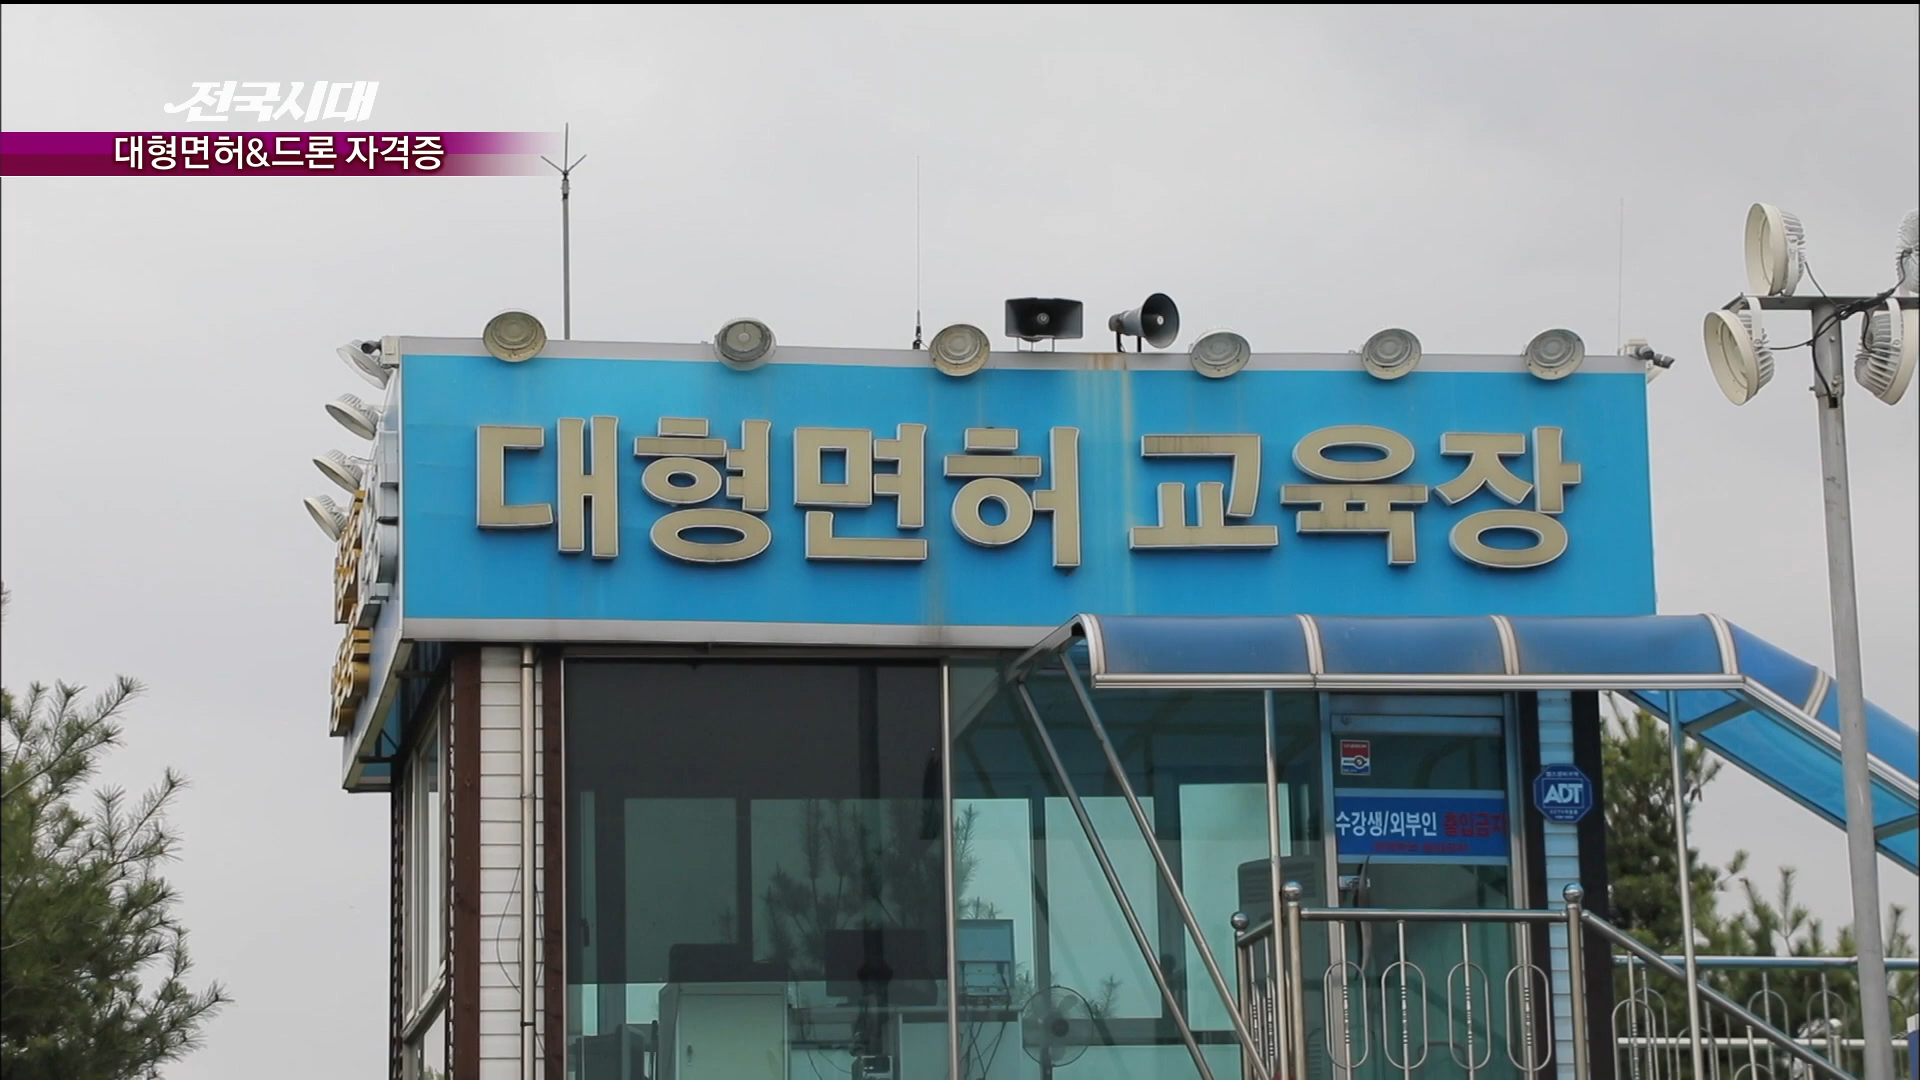 전국시대
대형면허&드론 자격증
대형면허 교육장
수강생/외부인 출입금지
ADT